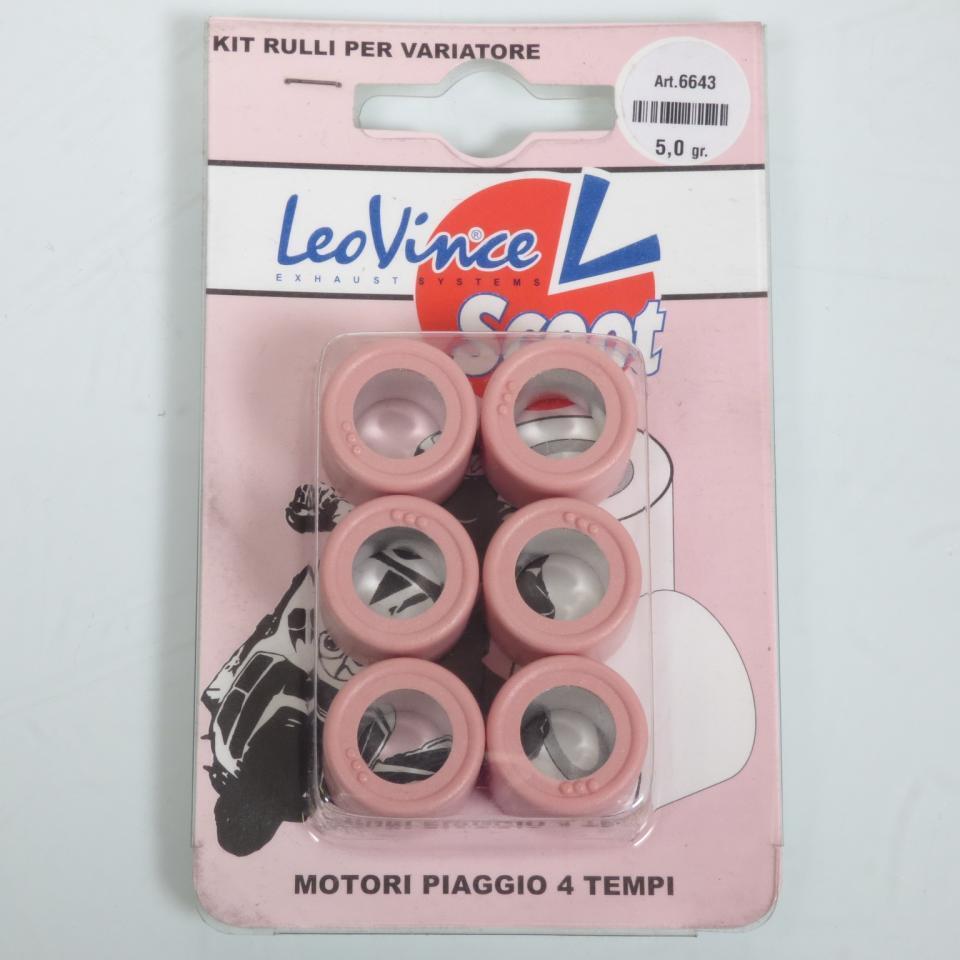 KIT RULLI PER VARIATORE
Art.6643
5,0 gr.
LeoVince®
EXHAUST SYSTEMS
L
Scoot
MOTORI PIAGGIO 4 TEMPI